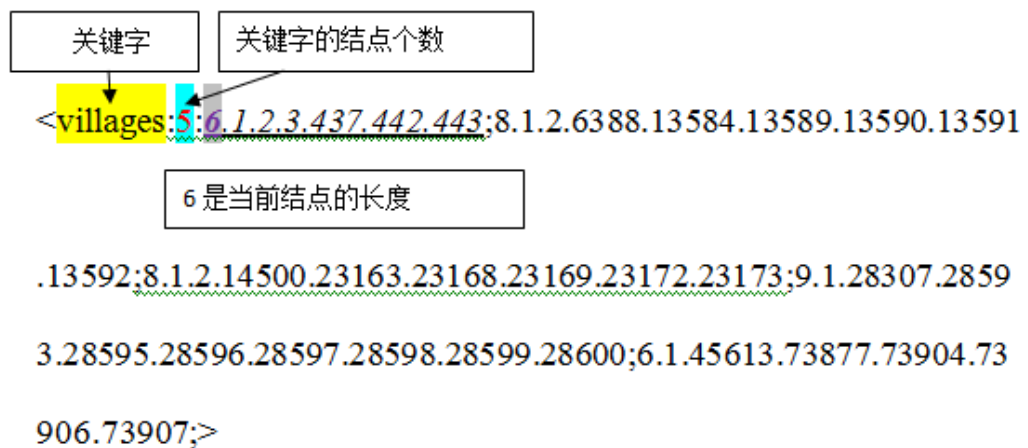 关键字
关键字的结点个数
<villages:5:6.1.2.3.437.442.443;8.1.2.6388.13584.13589.13590.13591
6 是当前结点的长度
.13592;8.1.2.14500.23163.23168.23169.23172.23173;9.1.28307.2859
3.28595.28596.28597.28598.28599.28600;6.1.45613.73877.73904.73
906.73907;>